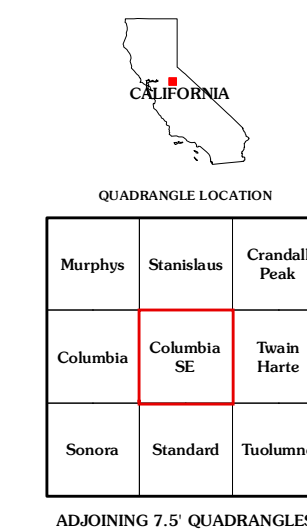 CALIFORNIA
QUADRANGLE LOCATION
Murphys Stanislaus Crandall
Peak
Columbia Columbia
SE Twain
Harte
Sonora Standard Tuolumne
ADJOINING 7.5' QUADRANGLES